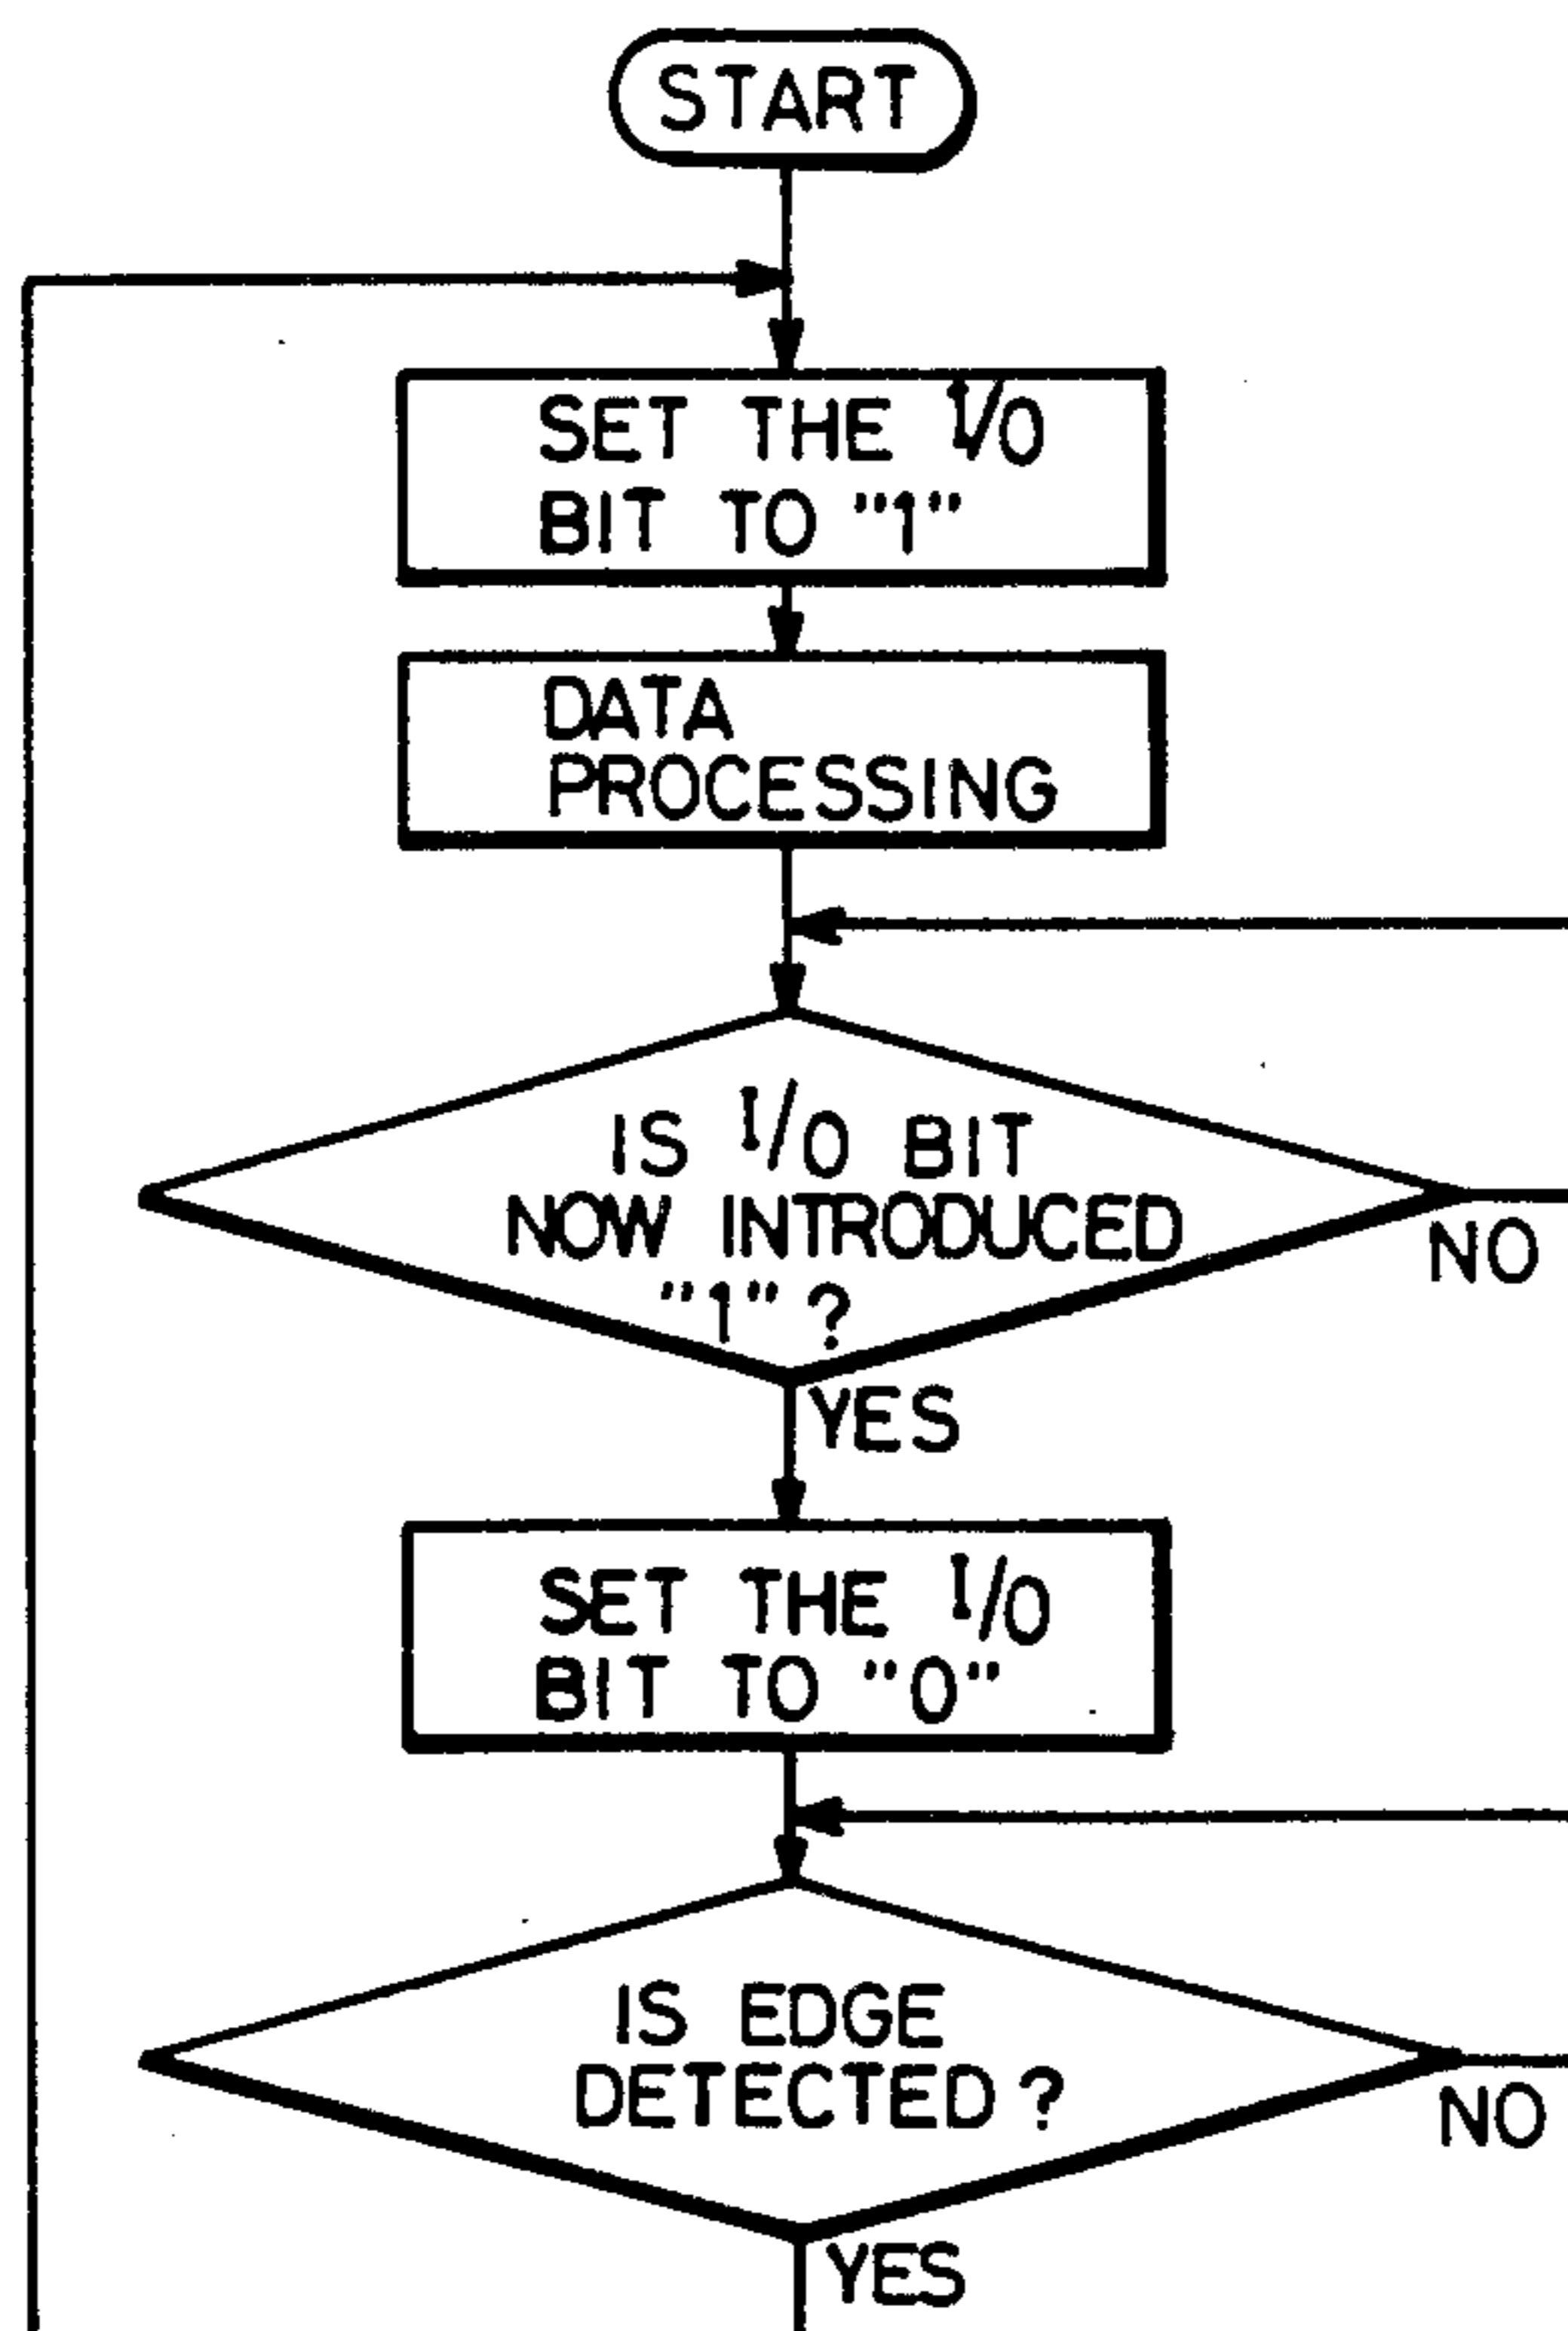 START
SET THE I/O
BIT TO "1"
DATA
PROCESSING
IS I/O BIT
NOW INTRODUCED
"1" ?
NO
YES
SET THE I/O
BIT TO "0"
IS EDGE
DETECTED ?
NO
YES